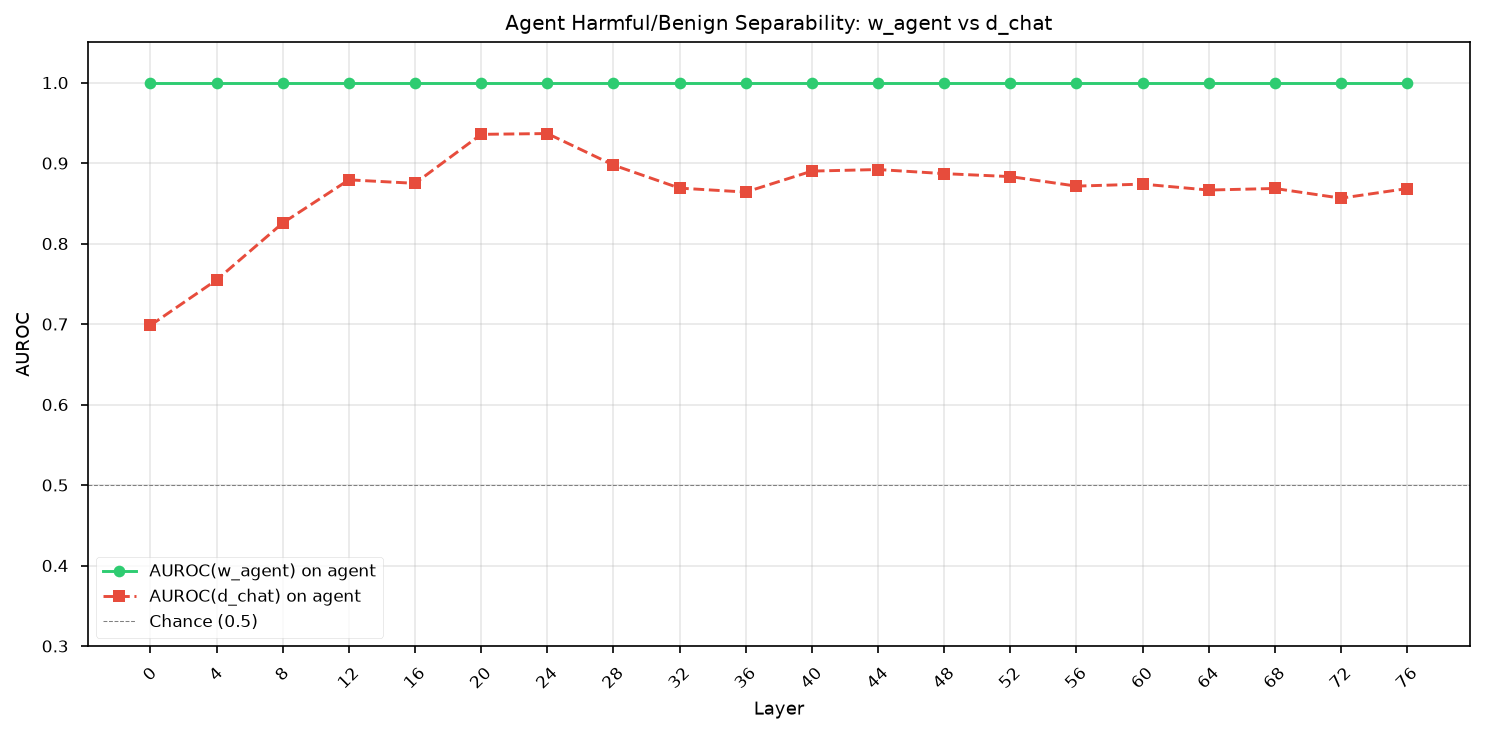 Agent Harmful/Benign Separability: w_agent vs d_chat
AUROC
1.0
0.9
0.8
0.7
0.6
0.5
0.4
0.3
AUROC(w_agent) on agent
AUROC(d_chat) on agent
Chance (0.5)
0 4 8 12 16 20 24 28 32 36 40 44 48 52 56 60 64 68 72 76
Layer